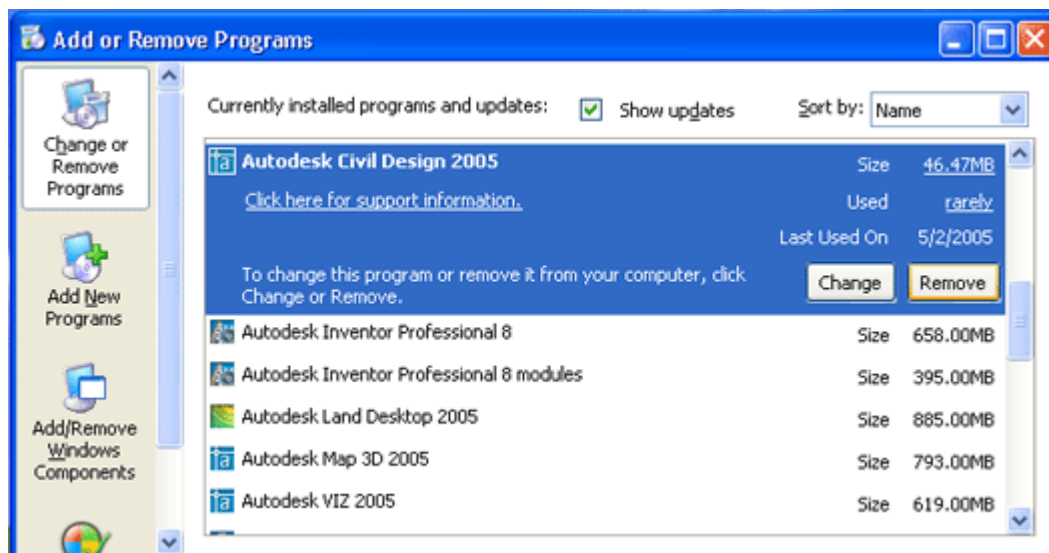 Add or Remove Programs
Change or
Remove
Programs
Add New
Programs
Add/Remove
Windows
Components
Currently installed programs and updates:
Show updates
Sort by: Name
Autodesk Civil Design 2005 Size 46.47MB
Click here for support information. Used rarely
Last Used On 5/2/2005
To change this program or remove it from your computer, click
Change or Remove.
Change Remove
Autodesk Inventor Professional 8 Size 658.00MB
Autodesk Inventor Professional 8 modules Size 395.00MB
Autodesk Land Desktop 2005 Size 885.00MB
Autodesk Map 3D 2005 Size 793.00MB
Autodesk VIZ 2005 Size 619.00MB